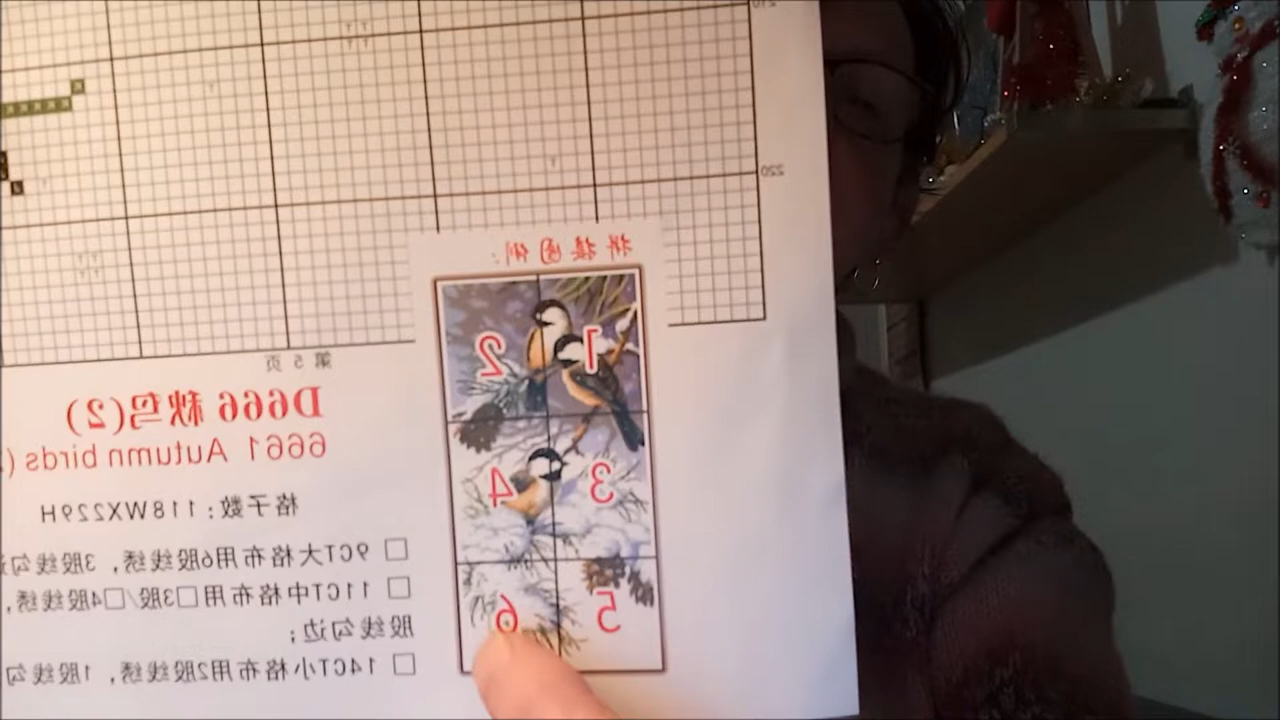 220
拼接图例:
1 2
3 4
5 6
第 5 页
D666 秋鸟(2)
6661 Autumn birds (
格子数:118WX229H
□ 9CT大格布用6股线绣，3股线勾
□ 11CT中格布用□3股/□4股线绣，
股线勾边；
□ 14CT小格布用2股线绣，1股线勾